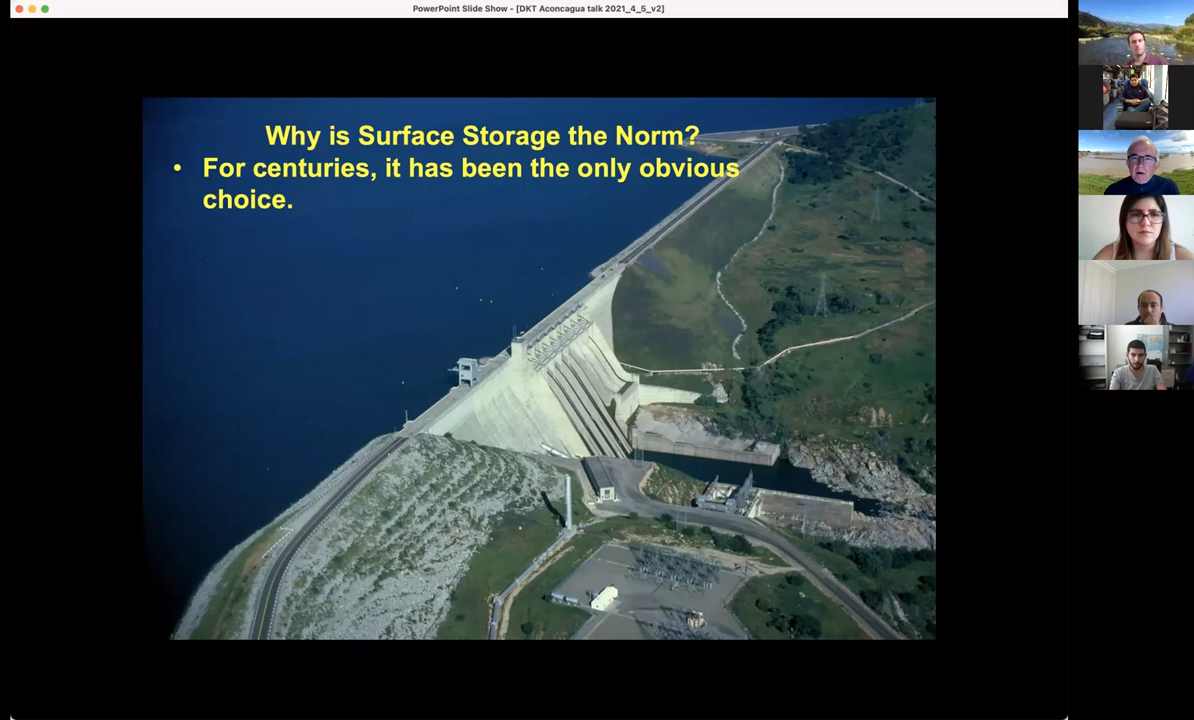 PowerPoint Slide Show - [DKT Aconcagua talk 2021_4_5_v2]
Why is Surface Storage the Norm?
• For centuries, it has been the only obvious
choice.